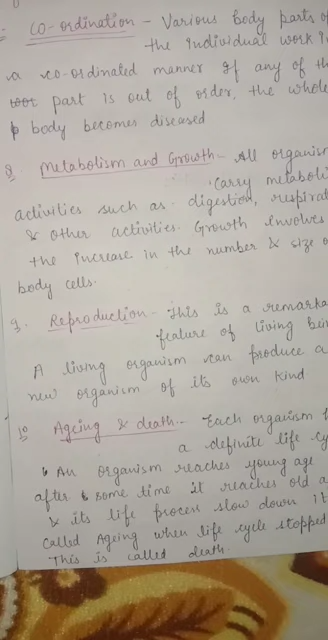 Co-ordination - Various body parts of
the individual work in
a co-ordinated manner If any of th
part is out of order, the whole
body becomes diseased
8. Metabolism and Growth - All organism
Carry metaboli
activities such as digestion, respirat
& other activities. Growth involves
the increase in the number & size o
body cells.
9. Reproduction - This is a remarka
feature of living bein
A living organism can produce a
new organism of its own kind
10. Ageing & death - Each organism h
a definite life cy
An organism reaches young age
after some time it reaches old a
& its life process slow down It
called Ageing when life cycle stopped
This is called death.